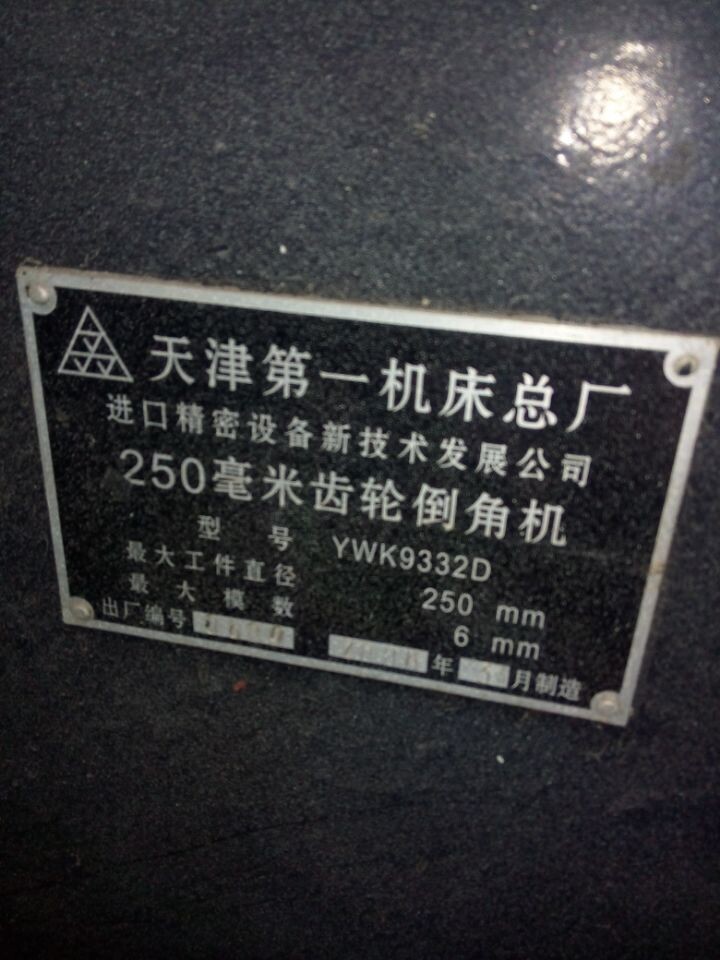 天津第一机床总厂
进口精密设备新技术发展公司
250毫米齿轮倒角机
型号 YWK9332D
最大工件直径 250 mm
最大模数 6 mm
出厂编号 年 月制造